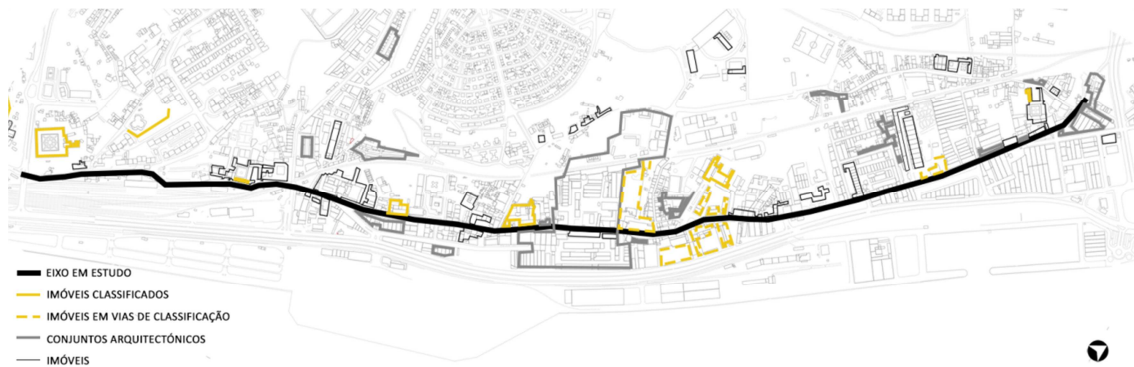 EIXO EM ESTUDO
IMÓVEIS CLASSIFICADOS
IMÓVEIS EM VIAS DE CLASSIFICAÇÃO
CONJUNTOS ARQUITECTÓNICOS
IMÓVEIS